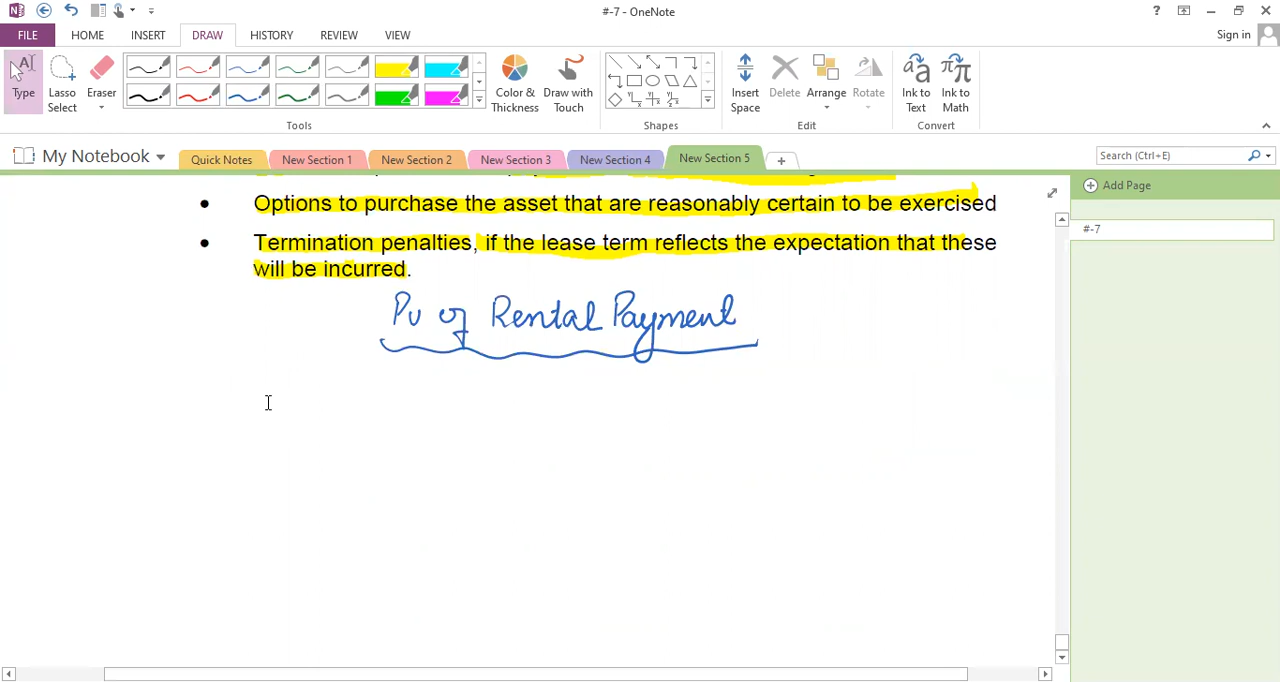 #-7 - OneNote
?
Sign in
FILE HOME INSERT DRAW HISTORY REVIEW VIEW
Type
Lasso Select
Eraser
Color & Thickness
Draw with Touch
Insert Space
Delete
Arrange
Rotate
Ink to Text
Ink to Math
Tools
Shapes
Edit
Convert
My Notebook
Quick Notes
New Section 1
New Section 2
New Section 3
New Section 4
New Section 5
Search (Ctrl+E)
Add Page
#-7
• Options to purchase the asset that are reasonably certain to be exercised
• Termination penalties, if the lease term reflects the expectation that these
will be incurred.
Pv of Rental Payment